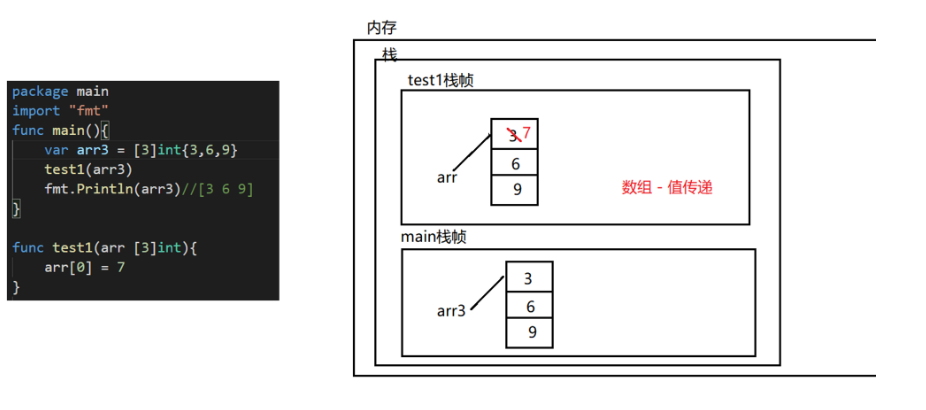 package main
import "fmt"
func main(){
    var arr3 = [3]int{3,6,9}
    test1(arr3)
    fmt.Println(arr3)//[3 6 9]
}
func test1(arr [3]int){
    arr[0] = 7
}
内存
栈
test1栈帧
3 7
6
9
arr
数组 - 值传递
main栈帧
3
6
9
arr3